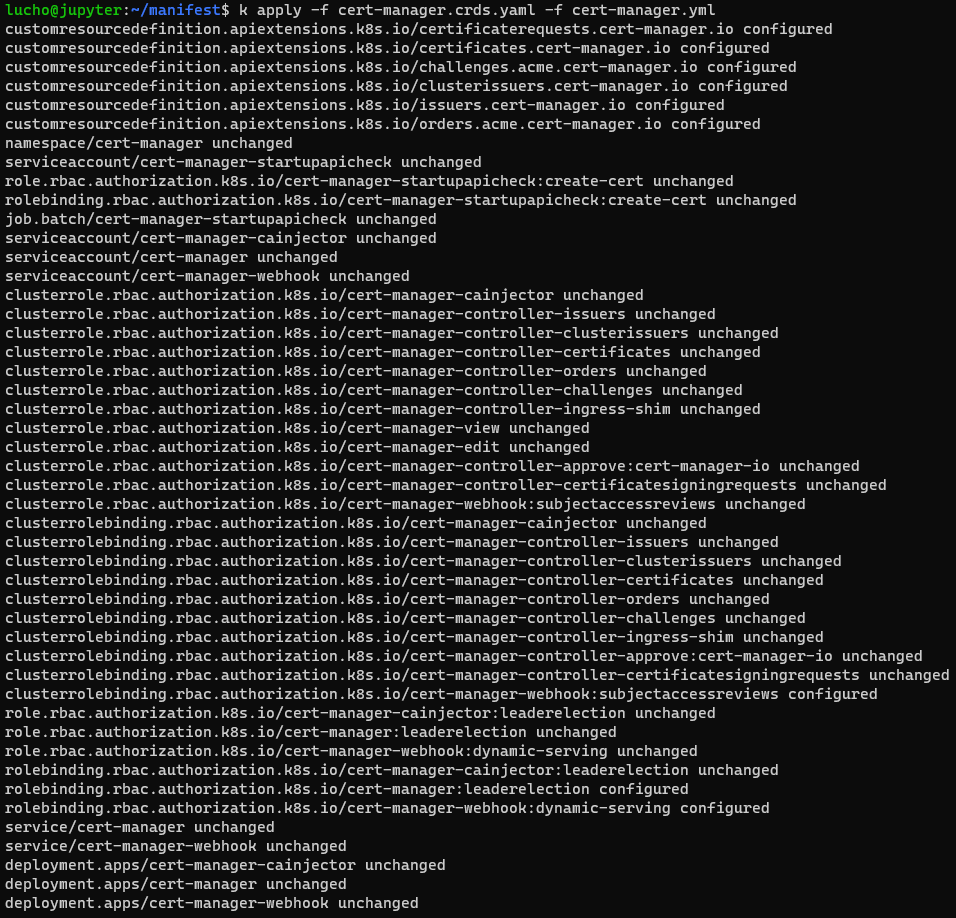 lucho@jupyter:~/manifest$ k apply -f cert-manager.crds.yaml -f cert-manager.yml
customresourcedefinition.apiextensions.k8s.io/certificaterequests.cert-manager.io configured
customresourcedefinition.apiextensions.k8s.io/certificates.cert-manager.io configured
customresourcedefinition.apiextensions.k8s.io/challenges.acme.cert-manager.io configured
customresourcedefinition.apiextensions.k8s.io/clusterissuers.cert-manager.io configured
customresourcedefinition.apiextensions.k8s.io/issuers.cert-manager.io configured
customresourcedefinition.apiextensions.k8s.io/orders.acme.cert-manager.io configured
namespace/cert-manager unchanged
serviceaccount/cert-manager-startupapicheck unchanged
role.rbac.authorization.k8s.io/cert-manager-startupapicheck:create-cert unchanged
rolebinding.rbac.authorization.k8s.io/cert-manager-startupapicheck:create-cert unchanged
job.batch/cert-manager-startupapicheck unchanged
serviceaccount/cert-manager-cainjector unchanged
serviceaccount/cert-manager unchanged
serviceaccount/cert-manager-webhook unchanged
clusterrole.rbac.authorization.k8s.io/cert-manager-cainjector unchanged
clusterrole.rbac.authorization.k8s.io/cert-manager-controller-issuers unchanged
clusterrole.rbac.authorization.k8s.io/cert-manager-controller-clusterissuers unchanged
clusterrole.rbac.authorization.k8s.io/cert-manager-controller-certificates unchanged
clusterrole.rbac.authorization.k8s.io/cert-manager-controller-orders unchanged
clusterrole.rbac.authorization.k8s.io/cert-manager-controller-challenges unchanged
clusterrole.rbac.authorization.k8s.io/cert-manager-controller-ingress-shim unchanged
clusterrole.rbac.authorization.k8s.io/cert-manager-view unchanged
clusterrole.rbac.authorization.k8s.io/cert-manager-edit unchanged
clusterrole.rbac.authorization.k8s.io/cert-manager-controller-approve:cert-manager-io unchanged
clusterrole.rbac.authorization.k8s.io/cert-manager-controller-certificatesigningrequests unchanged
clusterrole.rbac.authorization.k8s.io/cert-manager-webhook:subjectaccessreviews unchanged
clusterrolebinding.rbac.authorization.k8s.io/cert-manager-cainjector unchanged
clusterrolebinding.rbac.authorization.k8s.io/cert-manager-controller-issuers unchanged
clusterrolebinding.rbac.authorization.k8s.io/cert-manager-controller-clusterissuers unchanged
clusterrolebinding.rbac.authorization.k8s.io/cert-manager-controller-certificates unchanged
clusterrolebinding.rbac.authorization.k8s.io/cert-manager-controller-orders unchanged
clusterrolebinding.rbac.authorization.k8s.io/cert-manager-controller-challenges unchanged
clusterrolebinding.rbac.authorization.k8s.io/cert-manager-controller-ingress-shim unchanged
clusterrolebinding.rbac.authorization.k8s.io/cert-manager-controller-approve:cert-manager-io unchanged
clusterrolebinding.rbac.authorization.k8s.io/cert-manager-controller-certificatesigningrequests unchanged
clusterrolebinding.rbac.authorization.k8s.io/cert-manager-webhook:subjectaccessreviews configured
role.rbac.authorization.k8s.io/cert-manager-cainjector:leaderelection unchanged
role.rbac.authorization.k8s.io/cert-manager:leaderelection unchanged
role.rbac.authorization.k8s.io/cert-manager-webhook:dynamic-serving unchanged
rolebinding.rbac.authorization.k8s.io/cert-manager-cainjector:leaderelection unchanged
rolebinding.rbac.authorization.k8s.io/cert-manager:leaderelection configured
rolebinding.rbac.authorization.k8s.io/cert-manager-webhook:dynamic-serving configured
service/cert-manager unchanged
service/cert-manager-webhook unchanged
deployment.apps/cert-manager-cainjector unchanged
deployment.apps/cert-manager unchanged
deployment.apps/cert-manager-webhook unchanged